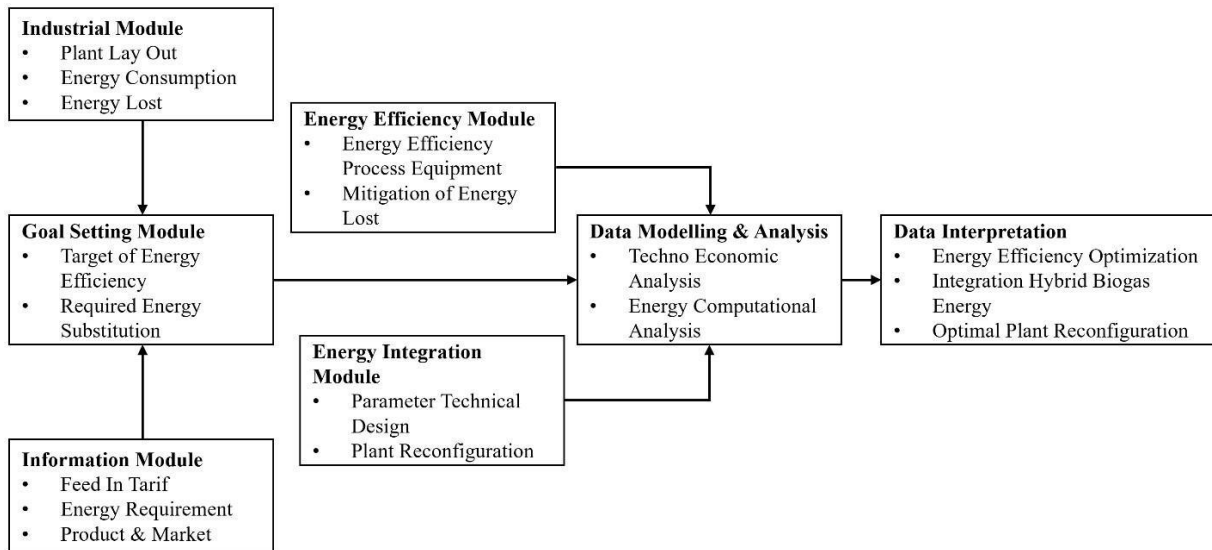 Industrial Module
• Plant Lay Out
• Energy Consumption
• Energy Lost
Energy Efficiency Module
• Energy Efficiency
Process Equipment
• Mitigation of Energy
Lost
Goal Setting Module
• Target of Energy
Efficiency
• Required Energy
Substitution
Data Modelling & Analysis
• Techno Economic
Analysis
• Energy Computational
Analysis
Data Interpretation
• Energy Efficiency Optimization
• Integration Hybrid Biogas
Energy
• Optimal Plant Reconfiguration
Energy Integration
Module
• Parameter Technical
Design
• Plant Reconfiguration
Information Module
• Feed In Tarif
• Energy Requirement
• Product & Market